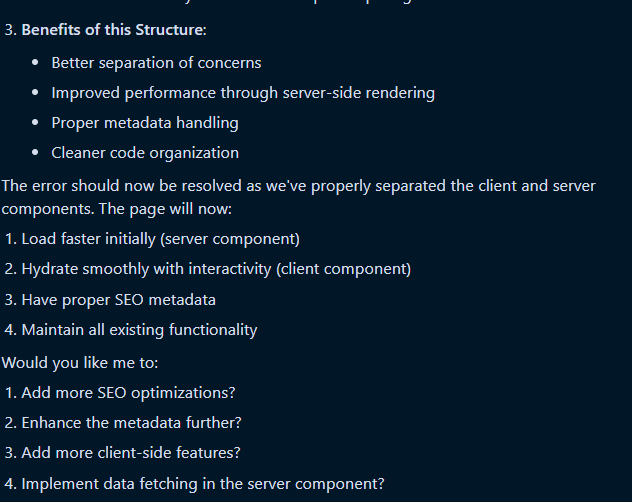 3. Benefits of this Structure:
• Better separation of concerns
• Improved performance through server-side rendering
• Proper metadata handling
• Cleaner code organization
The error should now be resolved as we've properly separated the client and server
components. The page will now:
1. Load faster initially (server component)
2. Hydrate smoothly with interactivity (client component)
3. Have proper SEO metadata
4. Maintain all existing functionality
Would you like me to:
1. Add more SEO optimizations?
2. Enhance the metadata further?
3. Add more client-side features?
4. Implement data fetching in the server component?